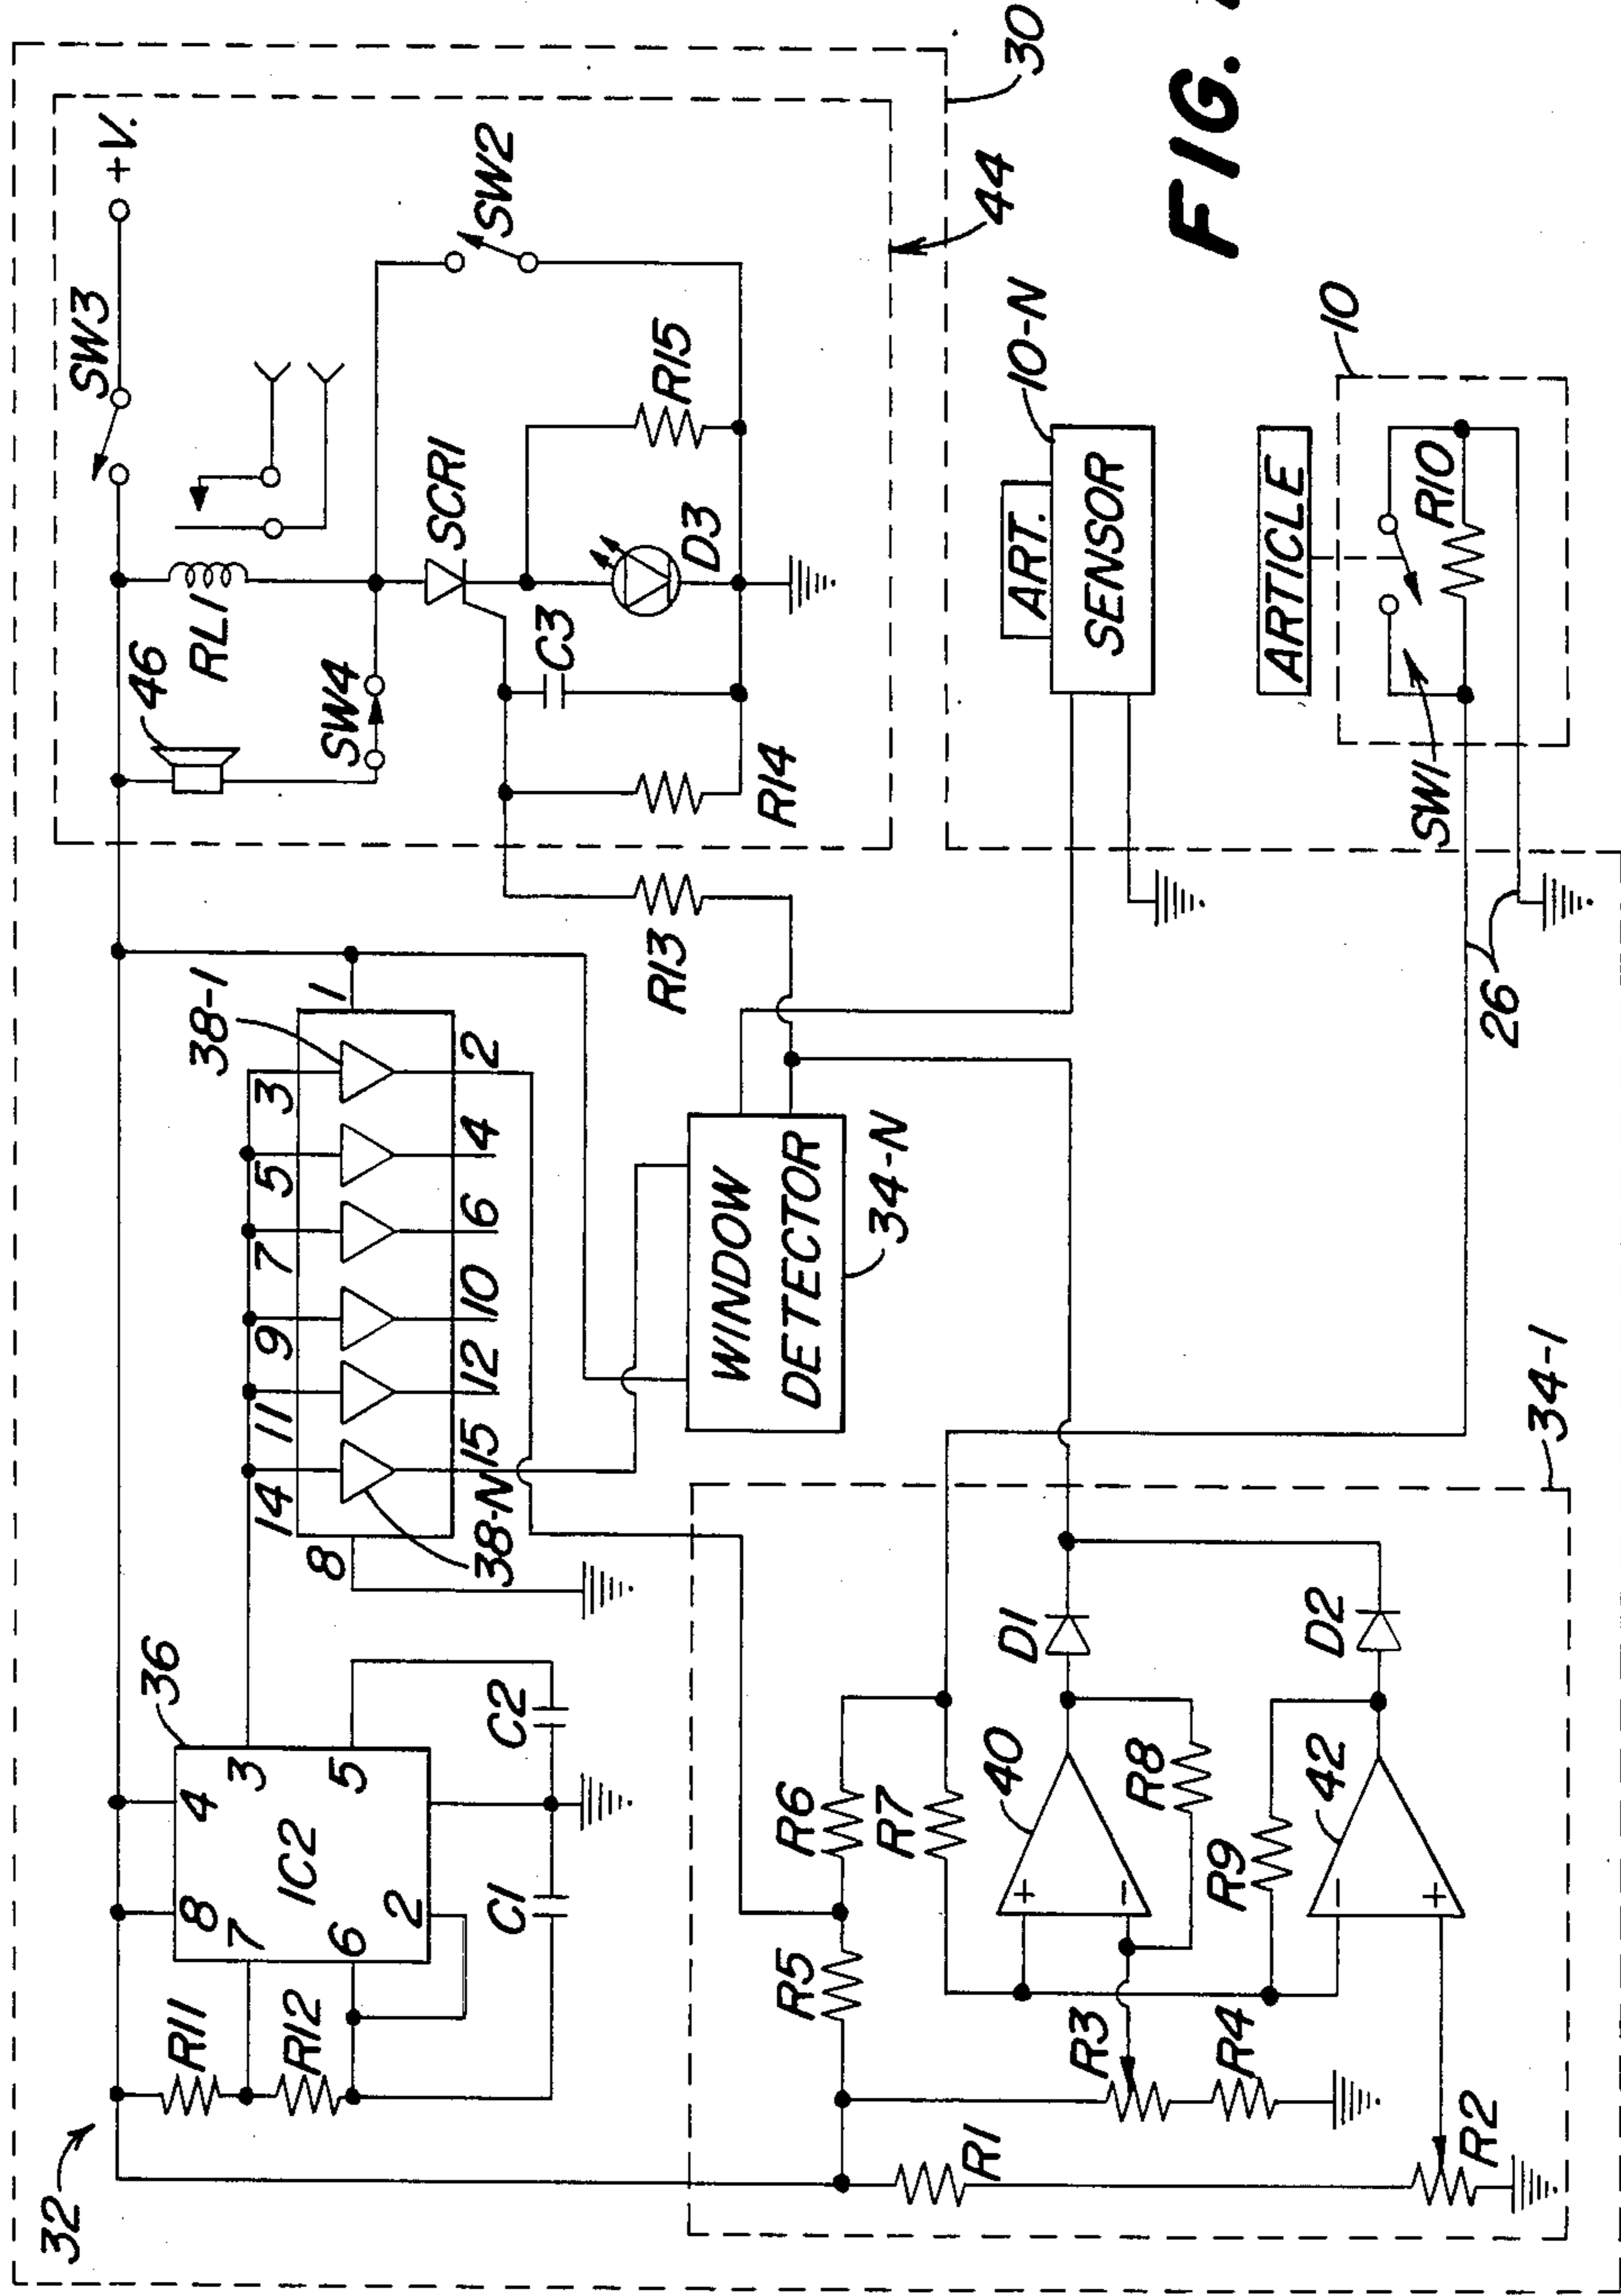 32
R11
R12
8
4
7
3
IC2
6
5
2
36
C1
C2
14
11
9
7
5
3
38-1
1
8
15
12
10
6
4
2
38-N
46
RL1
SW3
+V.
SW4
SCR1
SW2
C3
R15
D3
R14
R13
44
30
WINDOW
DETECTOR
34-N
ART.
SENSOR
10-N
ARTICLE
10
SW1
R10
26
R5
R6
R7
R3
R4
R1
R2
40
+
-
R8
D1
R9
42
-
+
D2
34-1
FIG.